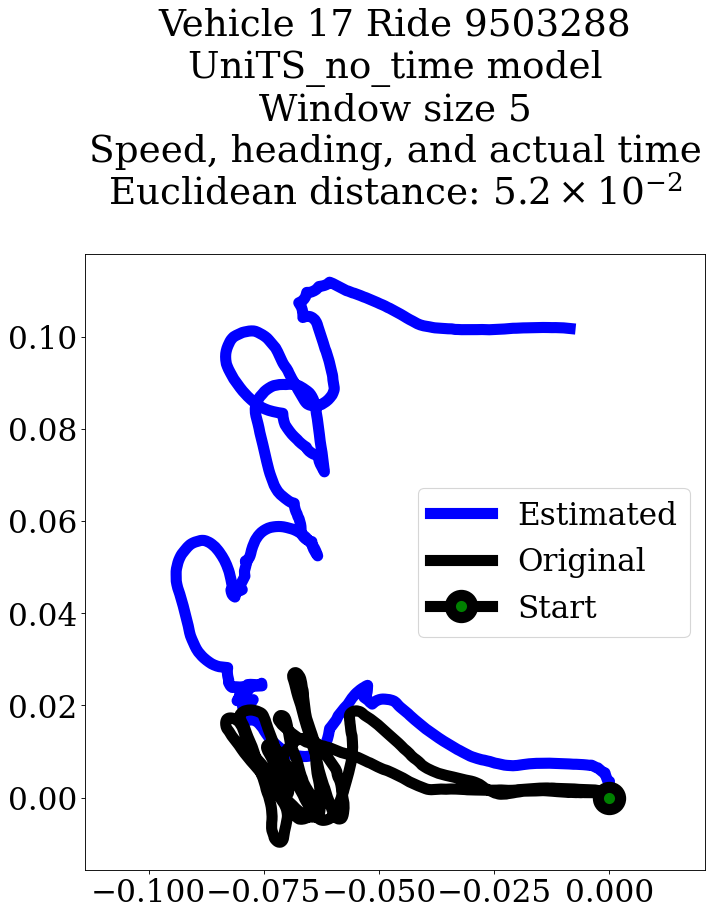 Vehicle 17 Ride 9503288
UniTS_no_time model
Window size 5
Speed, heading, and actual time
Euclidean distance: 5.2 × 10⁻²
0.10
0.08
0.06
0.04
0.02
0.00
Estimated
Original
Start
−0.100 −0.075 −0.050 −0.025 0.000